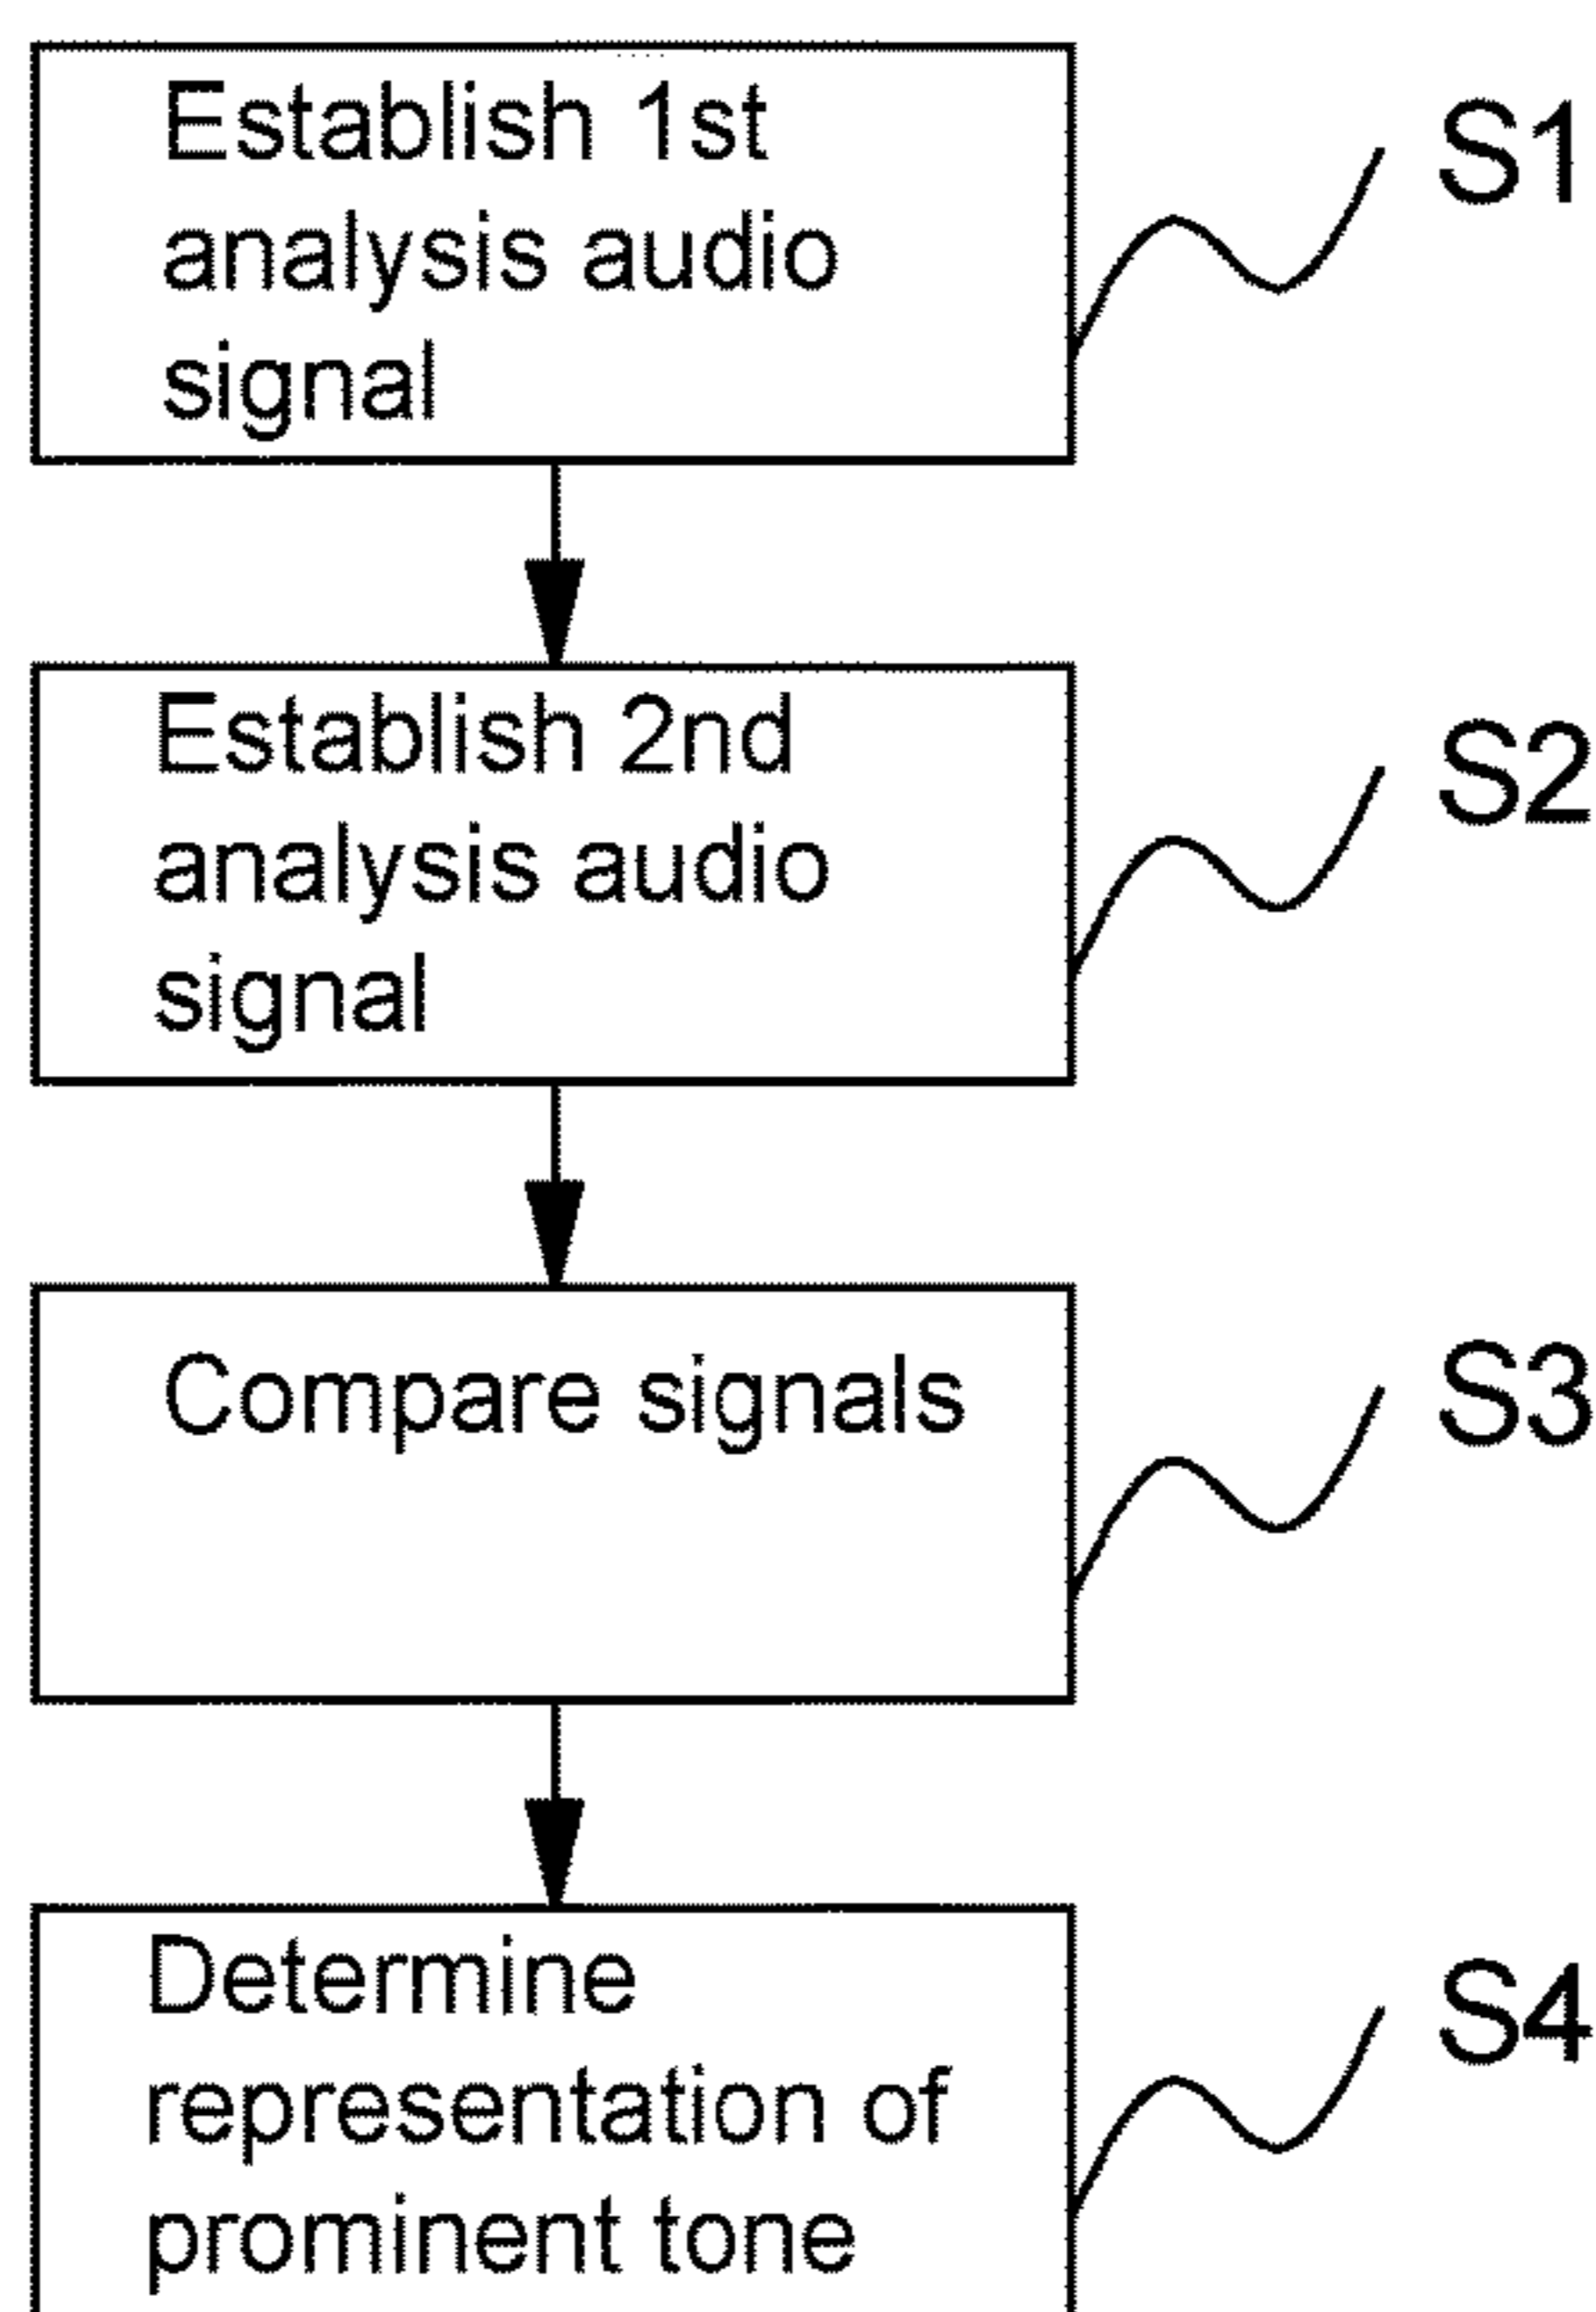 Establish 1st
analysis audio
signal
S1
Establish 2nd
analysis audio
signal
S2
Compare signals
S3
Determine
representation of
prominent tone
S4